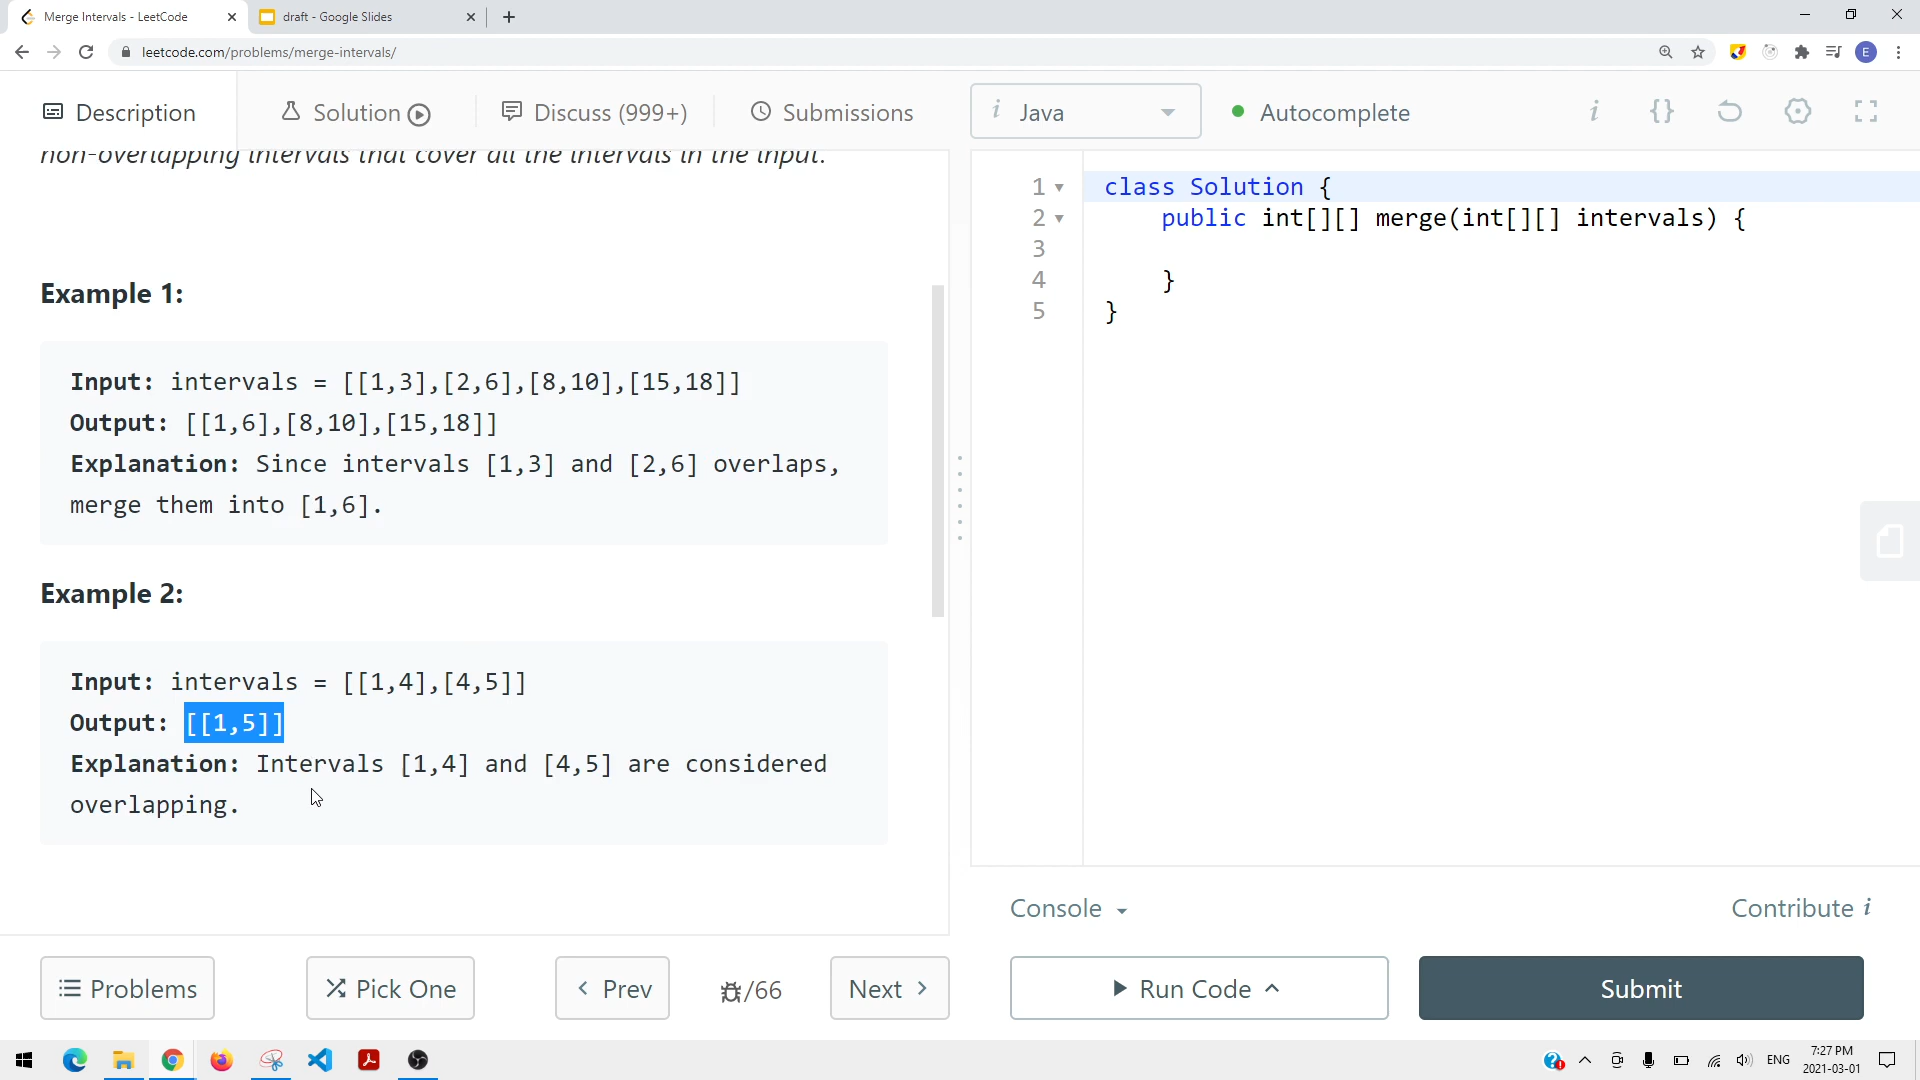 Merge Intervals - LeetCode
draft - Google Slides
leetcode.com/problems/merge-intervals/
E
Description
Solution
Discuss (999+)
Submissions
Java
Autocomplete
non-overlapping intervals that cover all the intervals in the input.
Example 1:
Input: intervals = [[1,3],[2,6],[8,10],[15,18]]
Output: [[1,6],[8,10],[15,18]]
Explanation: Since intervals [1,3] and [2,6] overlaps,
merge them into [1,6].
Example 2:
Input: intervals = [[1,4],[4,5]]
Output: [[1,5]]
Explanation: Intervals [1,4] and [4,5] are considered
overlapping.
1 class Solution {
2 public int[][] merge(int[][] intervals) {
3
4 }
5 }
Console
Contribute i
Problems
Pick One
Prev
/66
Next
Run Code
Submit
ENG
7:27 PM
2021-03-01